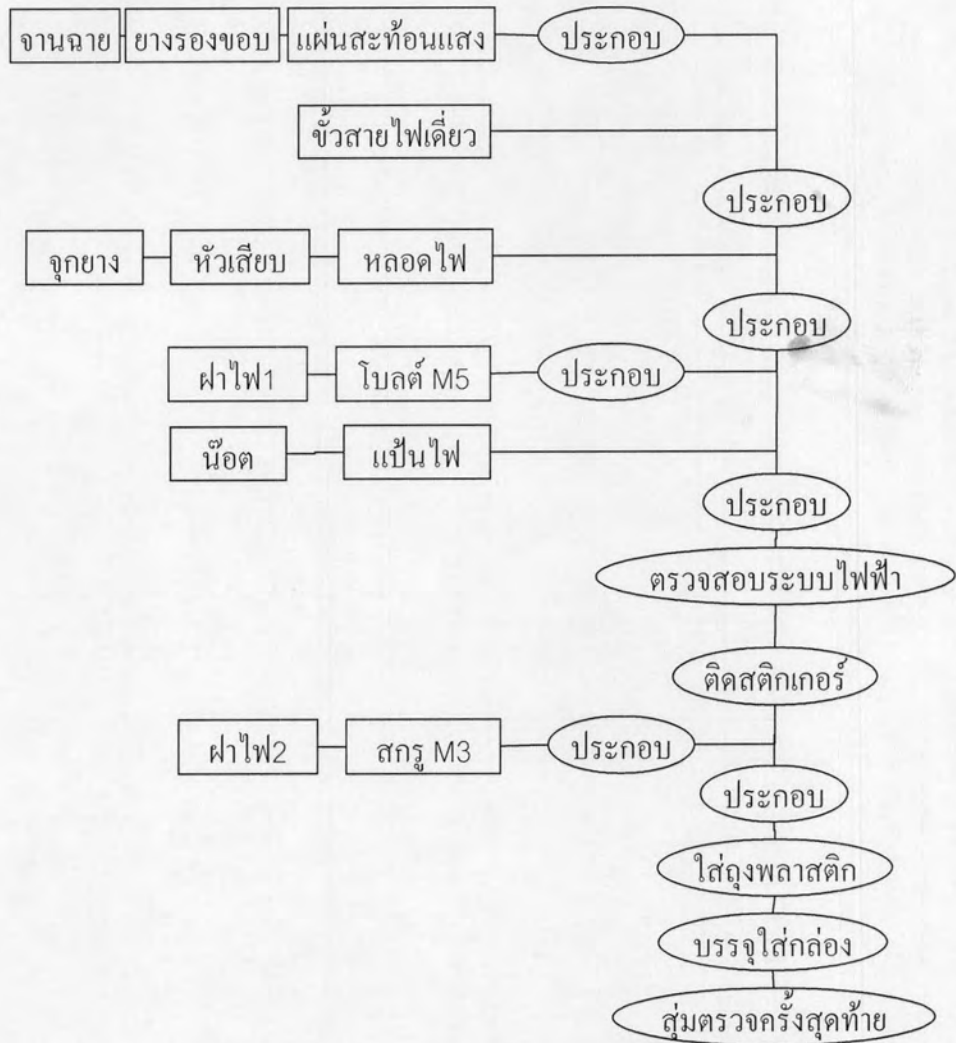 จานฉาย ยางรองขอบ แผ่นสะท้อนแสง ประกอบ
ขั้วสายไฟเดี่ยว
ประกอบ
จุกยาง หัวเสียบ หลอดไฟ
ประกอบ
ฝาไฟ1 โบลต์ M5 ประกอบ
น๊อต แป้นไฟ
ประกอบ
ตรวจสอบระบบไฟฟ้า
ติดสติกเกอร์
ฝาไฟ2 สกรู M3 ประกอบ
ประกอบ
ใส่ถุงพลาสติก
บรรจุใส่กล่อง
สุ่มตรวจครั้งสุดท้าย